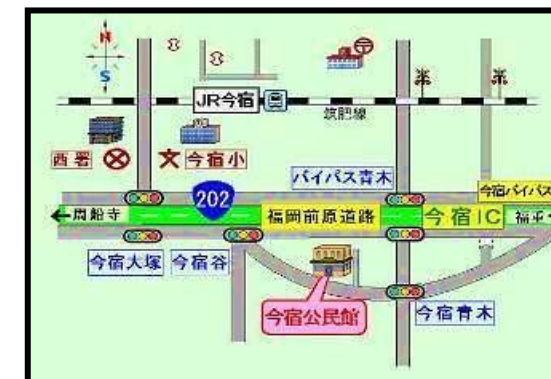 N
S
JR今宿
筑肥線
西署
文
今宿小
バイパス青木
今宿バイパス
←周船寺
202
福岡前原道路
今宿IC
福重
今宿大塚
今宿谷
今宿公民館
今宿青木